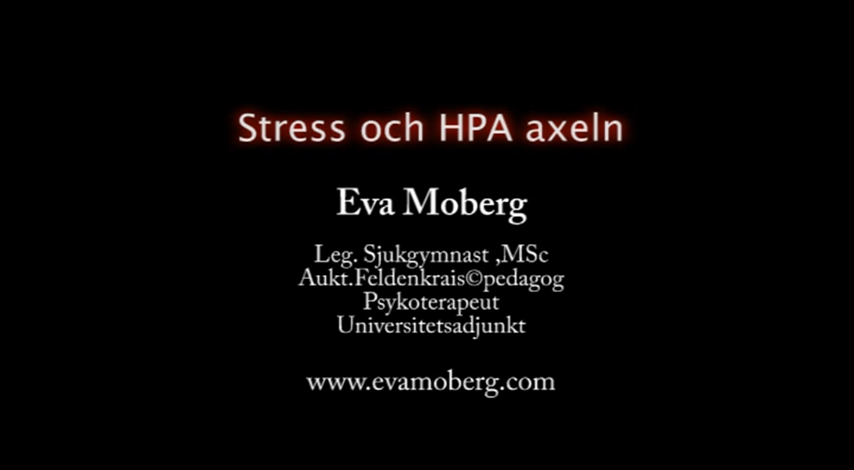 Stress och HPA axeln
Eva Moberg
Leg. Sjukgymnast ,MSc
Aukt.Feldenkrais©pedagog
Psykoterapeut
Universitetsadjunkt
www.evamoberg.com